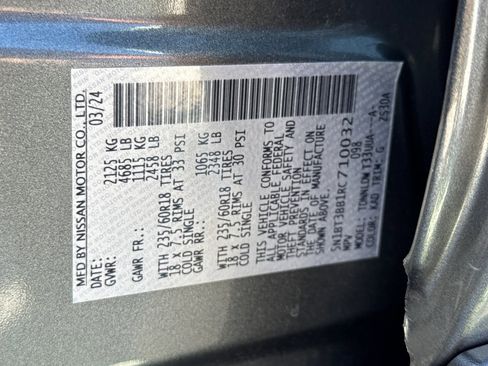 MFD BY NISSAN MOTOR CO., LTD.
DATE: 03/24
GVWR: 2125 KG
4685 LB
GAWR FR.: 1115 KG
2458 LB
WITH 235/60R18 TIRES
18 x 7.5 RIMS AT 33 PSI
COLD SINGLE
GAWR RR.: 1065 KG
2348 LB
WITH 235/60R18 TIRES
18 x 7.5 RIMS AT 30 PSI
COLD SINGLE
THIS VEHICLE CONFORMS TO
ALL APPLICABLE FEDERAL
MOTOR VEHICLE SAFETY AND
THEFT PREVENTION
STANDARDS IN EFFECT ON
THE DATE OF MANUFACTURE
SHOWN ABOVE.
5N1BT3BB1RC710032
MPV 098
MODEL: TDNNLDW T33UUA --A-
COLOR: KAD TRIM: G Z930A